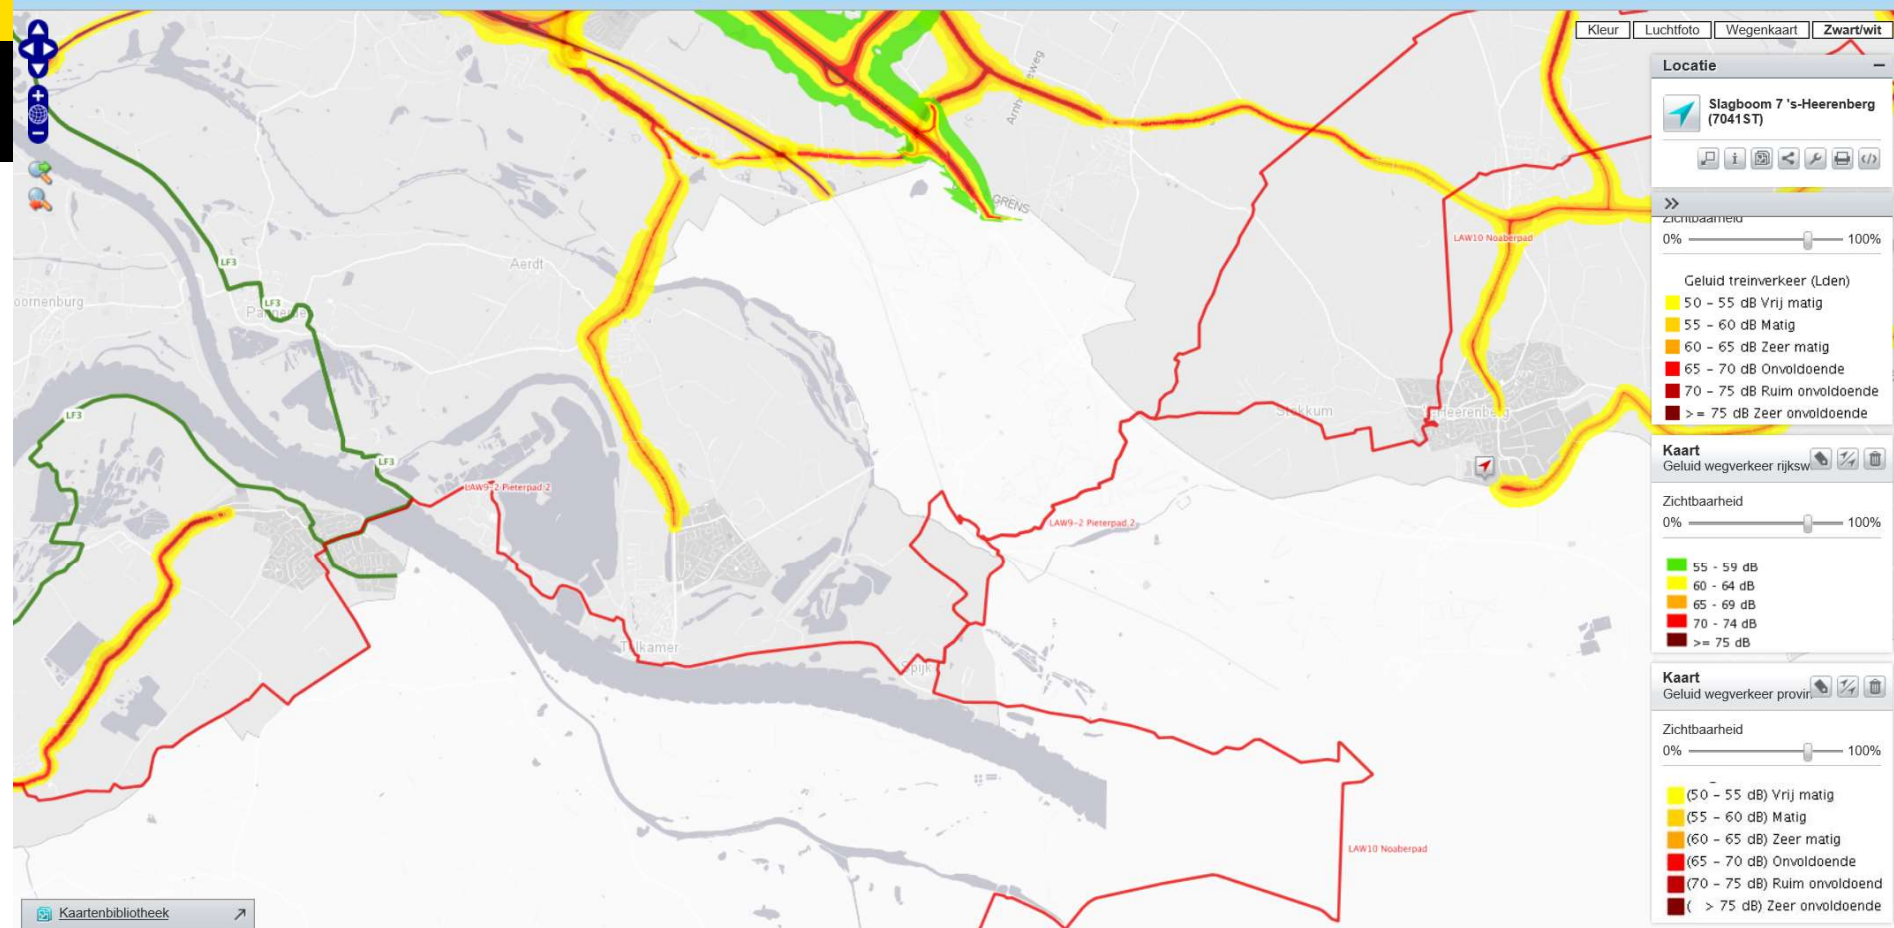 Kleur
Luchtfoto
Wegenkaart
Zwart/wit
Locatie
Slagboom 7 's-Heerenberg
(7041ST)
Zichtbaarheid
0% 100%
Geluid treinverkeer (Lden)
50 - 55 dB Vrij matig
55 - 60 dB Matig
60 - 65 dB Zeer matig
65 - 70 dB Onvoldoende
70 - 75 dB Ruim onvoldoende
>= 75 dB Zeer onvoldoende
Kaart
Geluid wegverkeer rijksw
Zichtbaarheid
0% 100%
55 - 59 dB
60 - 64 dB
65 - 69 dB
70 - 74 dB
>= 75 dB
Kaart
Geluid wegverkeer provin
Zichtbaarheid
0% 100%
(50 - 55 dB) Vrij matig
(55 - 60 dB) Matig
(60 - 65 dB) Zeer matig
(65 - 70 dB) Onvoldoende
(70 - 75 dB) Ruim onvoldoend
( > 75 dB) Zeer onvoldoende
GRENS
LAW10 Noaberpad
Aerdt
LF3
oornenburg
LF3
LF3
Stokkum
's-Heerenberg
LF3
LAW9-2 Pieterpad 2
LAW9-2 Pieterpad 2
Tolkamer
Spijk
LAW10 Noaberpad
Kaartenbibliotheek